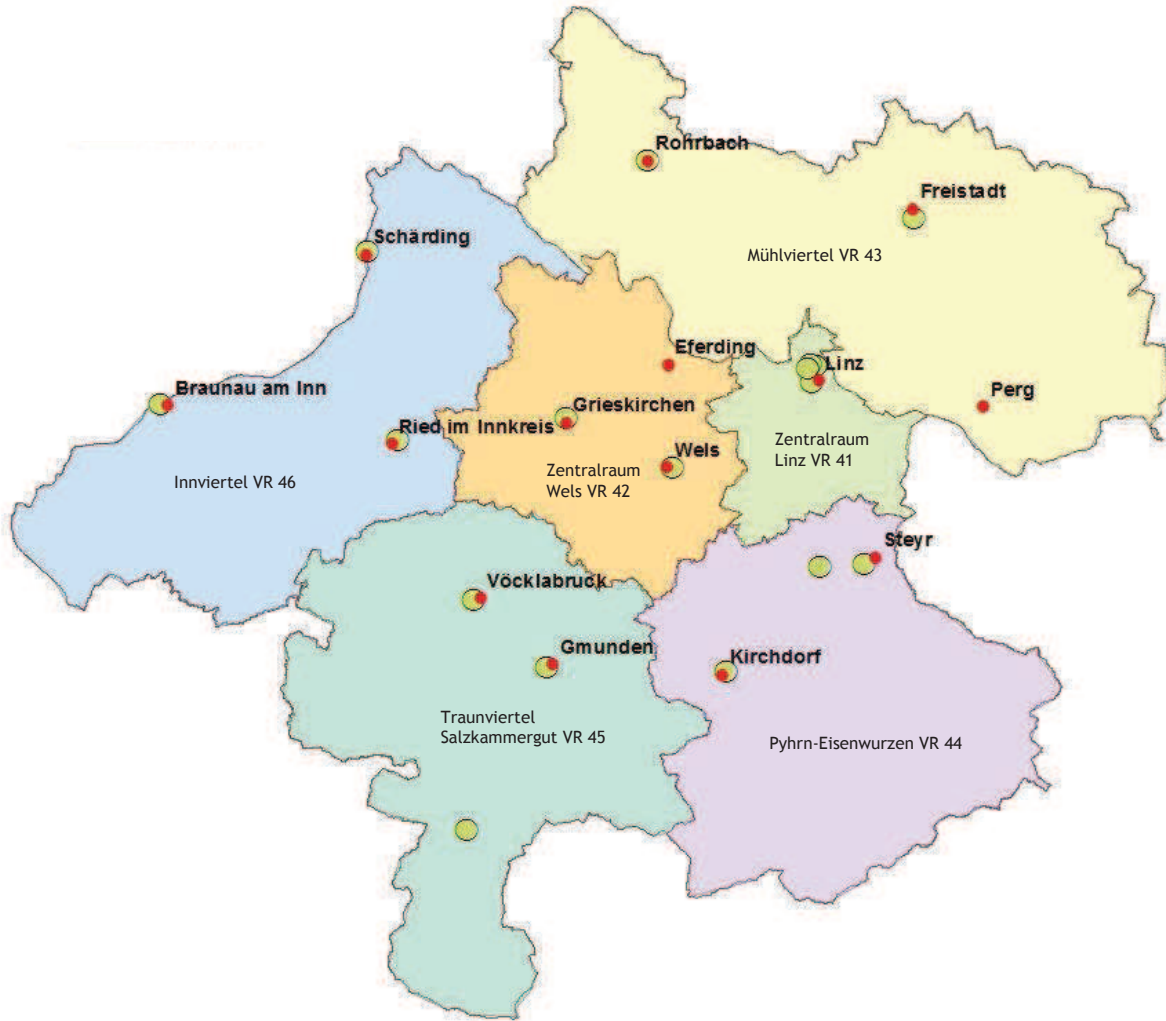 Rohrbach
Freistadt
Schärding
Mühlviertel VR 43
Eferding
Linz
Braunau am Inn
Perg
Grieskirchen
Ried im Innkreis
Zentralraum
Linz VR 41
Wels
Innviertel VR 46
Zentralraum
Wels VR 42
Steyr
Vöcklabruck
Gmunden
Kirchdorf
Traunviertel
Salzkammergut VR 45
Pyhrn-Eisenwurzen VR 44